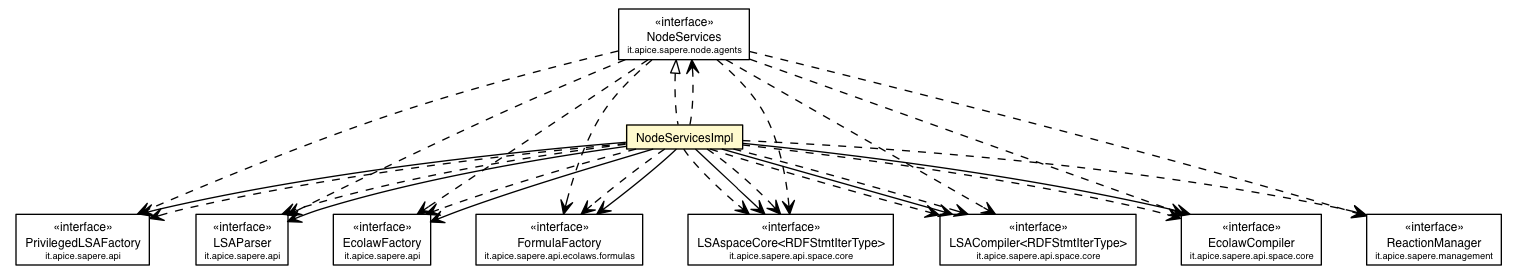 «interface»
NodeServices
it.apice.sapere.node.agents
NodeServicesImpl
«interface»
PrivilegedLSAFactory
it.apice.sapere.api
«interface»
LSAParser
it.apice.sapere.api
«interface»
EcolawFactory
it.apice.sapere.api
«interface»
FormulaFactory
it.apice.sapere.api.ecolaws.formulas
«interface»
LSAspaceCore<RDFStmtIterType>
it.apice.sapere.api.space.core
«interface»
LSACompiler<RDFStmtIterType>
it.apice.sapere.api.space.core
«interface»
EcolawCompiler
it.apice.sapere.api.space.core
«interface»
ReactionManager
it.apice.sapere.management